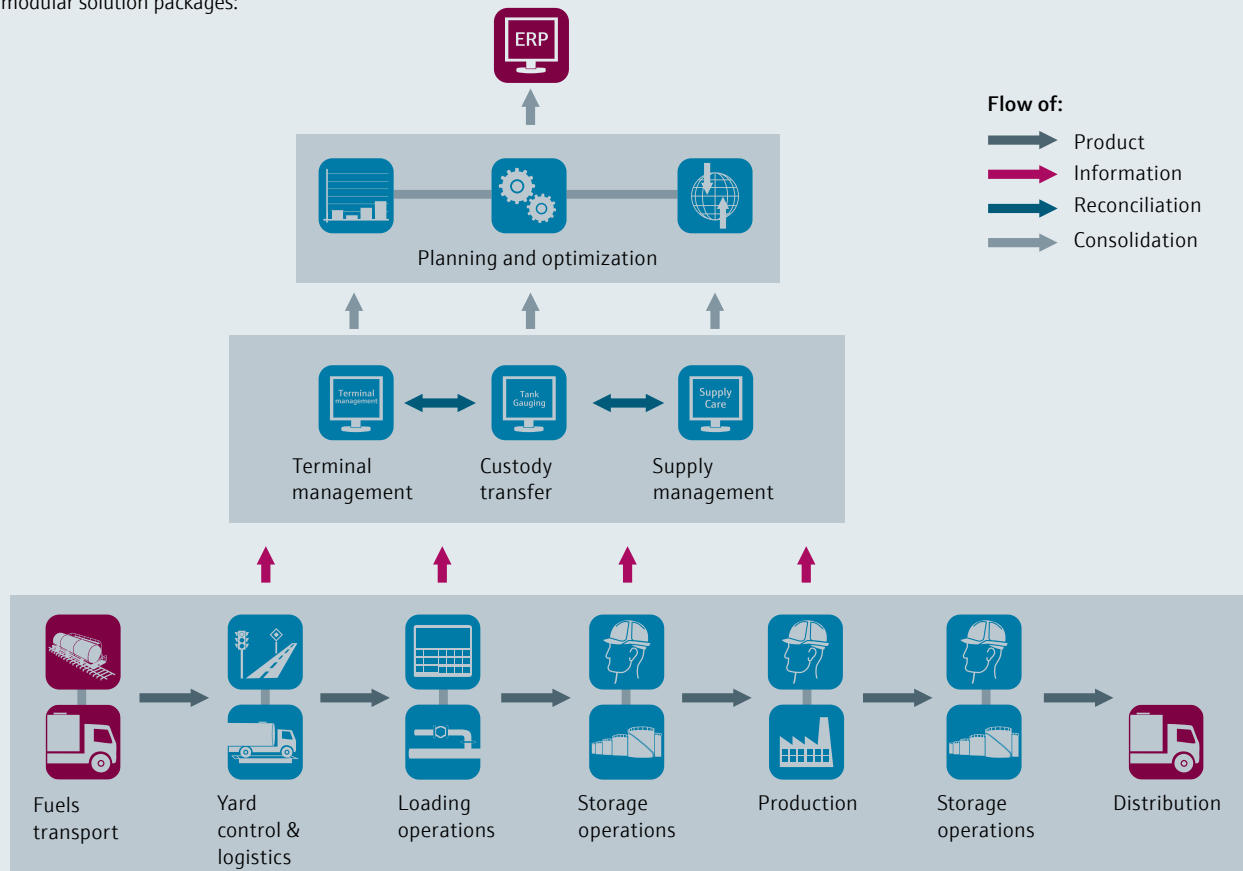 modular solution packages:
ERP
Flow of:
Product
Information
Reconciliation
Consolidation
Planning and optimization
Terminal
management
Tank
Gauging
Supply
Care
Terminal
management
Custody
transfer
Supply
management
Fuels
transport
Yard
control &
logistics
Loading
operations
Storage
operations
Production
Storage
operations
Distribution